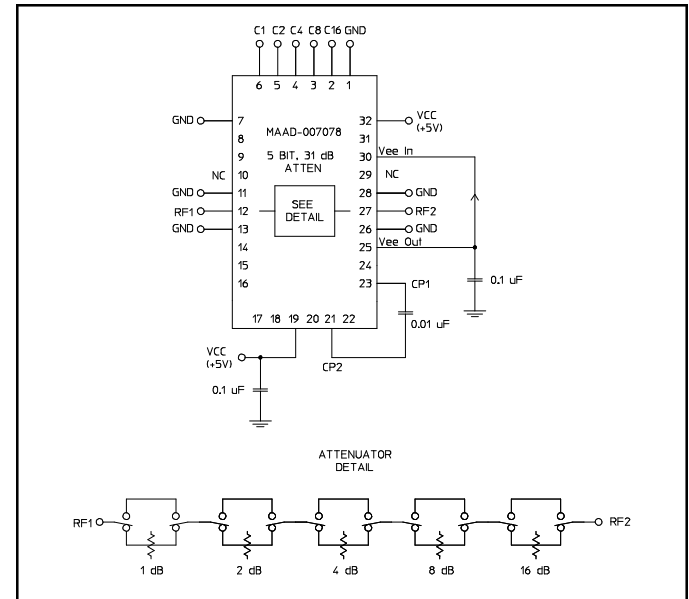 C1 C2 C4 C8 C16 GND
6 5 4 3 2 1
GND 7 32 VCC
(+5V)
8 MAAD-007078 31
9 5 BIT, 31 dB 30 Vee In
ATTEN
NC 10 29 NC
GND 11 28 GND
RF1 12 SEE 27 RF2
DETAIL
GND 13 26 GND
14 25 Vee Out
15 24
16 23 CP1
0.1 uF
17 18 19 20 21 22
0.01 uF
VCC
(+5V)
CP2
0.1 uF
ATTENUATOR
DETAIL
RF1 RF2
1 dB 2 dB 4 dB 8 dB 16 dB